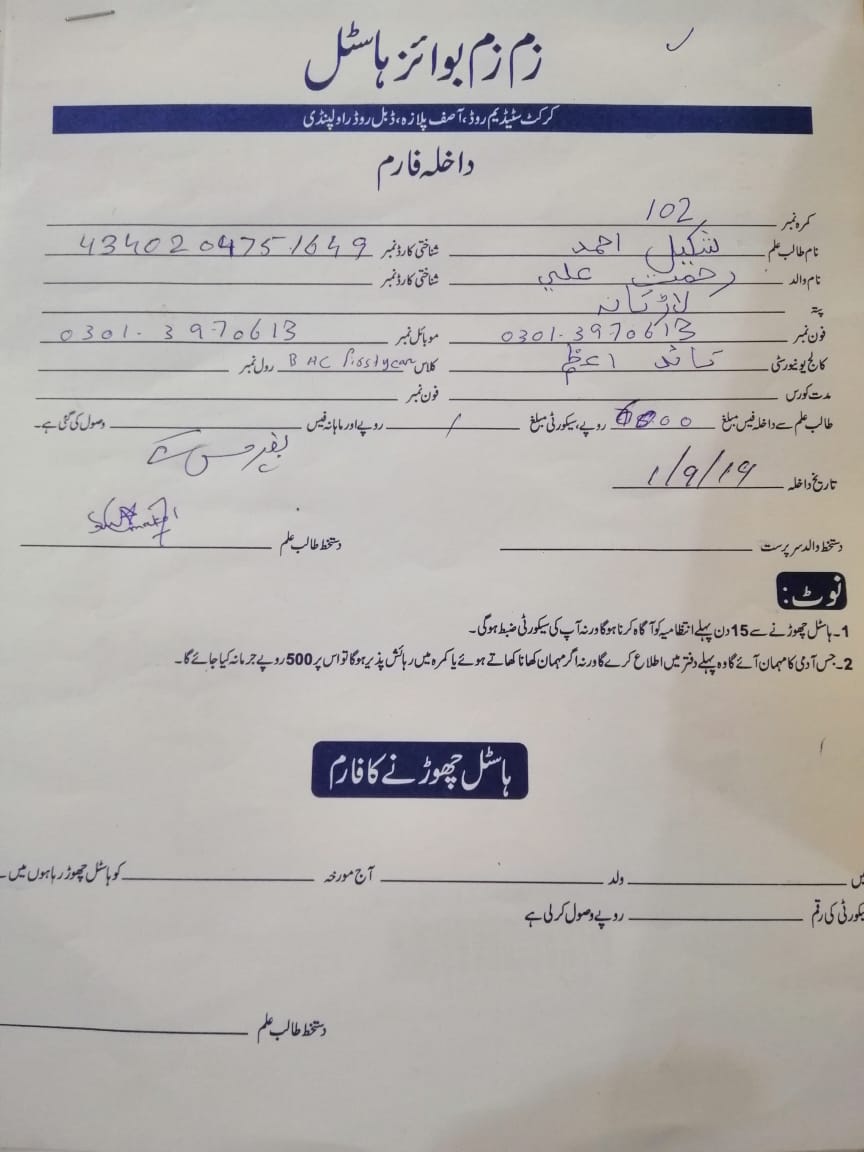 زم زم بوائز ہاسٹل
کرکٹ سٹیڈیم روڈ، آصف پلازہ، ڈبل روڈ راولپنڈی
داخلہ فارم
کمرہ نمبر 102
نام طالب علم شکیل احمد شناختی کارڈ نمبر 4340204751649
نام والد رحمت علي شناختی کارڈ نمبر
پتہ لاڑکانہ
فون نمبر 0301-3970613 موبائل نمبر 0301-3970613
کالج یونیورسٹی قائد اعظم کلاس first year رول نمبر
مدت کورس فون نمبر
طالب علم سے داخلہ فیس مبلغ روپے، سیکورٹی مبلغ / روپے اور ماہانہ فیس وصول کی گئی ہے۔
تاریخ داخلہ 1/9/19
دستخط والد سرپرست دستخط طالب علم
نوٹ:
1۔ ہاسٹل چھوڑنے سے 15 دن پہلے انتظامیہ کو آگاہ کرنا ہوگا ورنہ آپ کی سیکورٹی ضبط ہوگی۔
2۔ جس آدمی کا مہمان آئے گا وہ پہلے دفتر میں اطلاع کرے گا ورنہ اگر مہمان کھانا کھاتے ہوئے یا کمرہ میں رہائش پذیر ہوگا تو اس پر 500 روپے جرمانہ کیا جائے گا۔
ہاسٹل چھوڑنے کا فارم
ولد آج مورخہ کو ہاسٹل چھوڑ رہا ہوں میں۔
یکورٹی کی رقم روپے وصول کر لی ہے
دستخط طالب علم